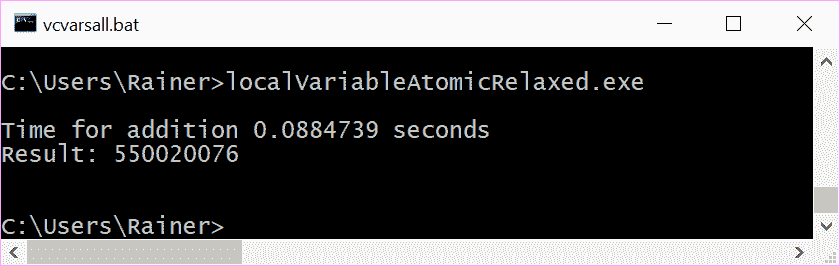 vcvarsall.bat
C:\Users\Rainer>localVariableAtomicRelaxed.exe
Time for addition 0.0884739 seconds
Result: 550020076
C:\Users\Rainer>